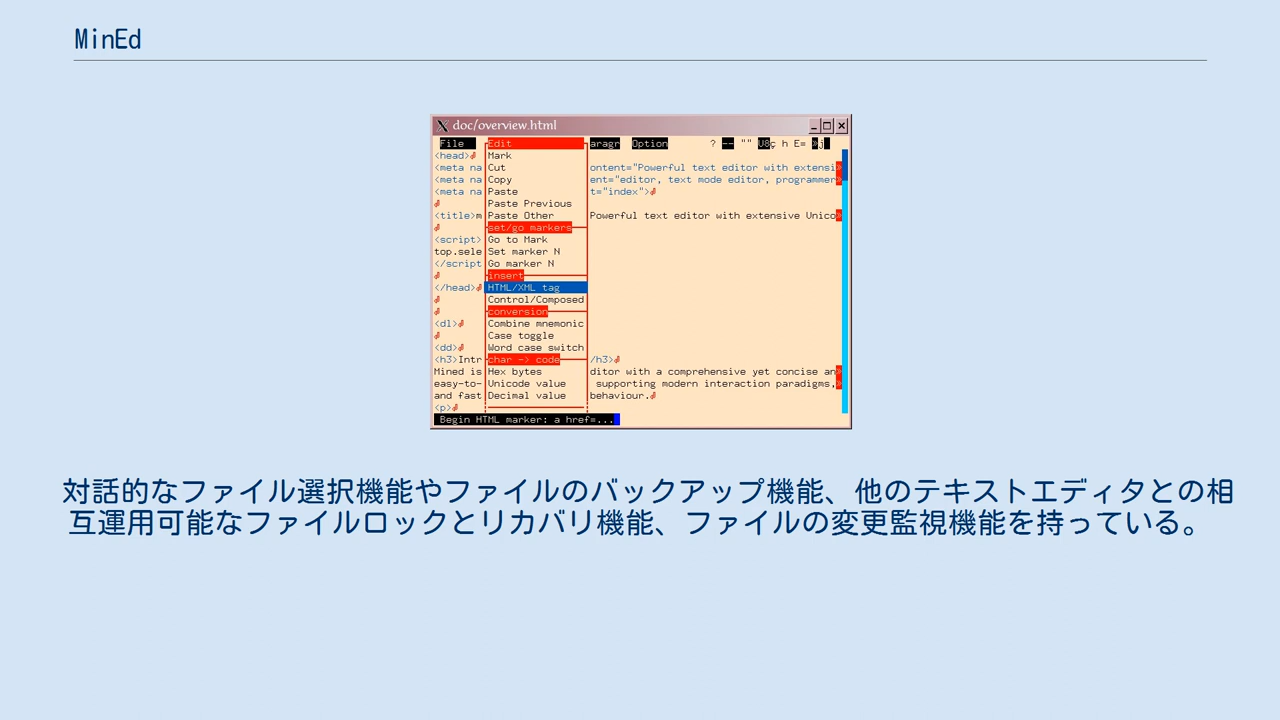 MinEd
doc/overview.html
File Edit aragr Option ? -- "" U8ç h E= »j
<head> Mark
<meta na Cut ontent="Powerful text editor with extensi»
<meta na Copy ent="editor, text mode editor, programmer»
<meta na Paste t="index">
Paste Previous
<title>m Paste Other Powerful text editor with extensive Unico»
set/go markers
<script> Go to Mark
top.sele Set marker N
</script Go marker N
insert
</head> HTML/XML tag
Control/Composed
conversion
<dl> Combine mnemonic
Case toggle
<dd> Word case switch
<h3>Intr char -> code /h3>
Mined is Hex bytes ditor with a comprehensive yet concise an»
easy-to- Unicode value supporting modern interaction paradigms,»
and fast Decimal value behaviour.
<p>
Begin HTML marker: a href=...
対話的なファイル選択機能やファイルのバックアップ機能、他のテキストエディタとの相
互運用可能なファイルロックとリカバリ機能、ファイルの変更監視機能を持っている。